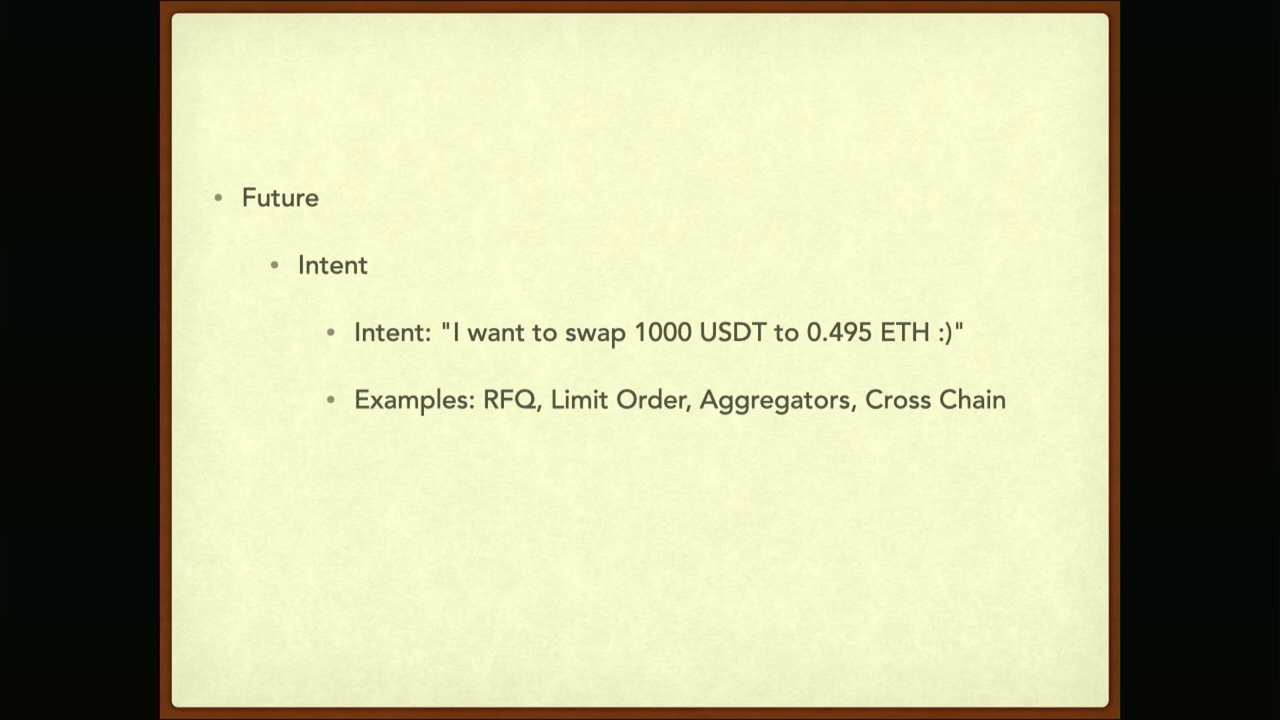 • Future
• Intent
• Intent: "I want to swap 1000 USDT to 0.495 ETH :)"
• Examples: RFQ, Limit Order, Aggregators, Cross Chain